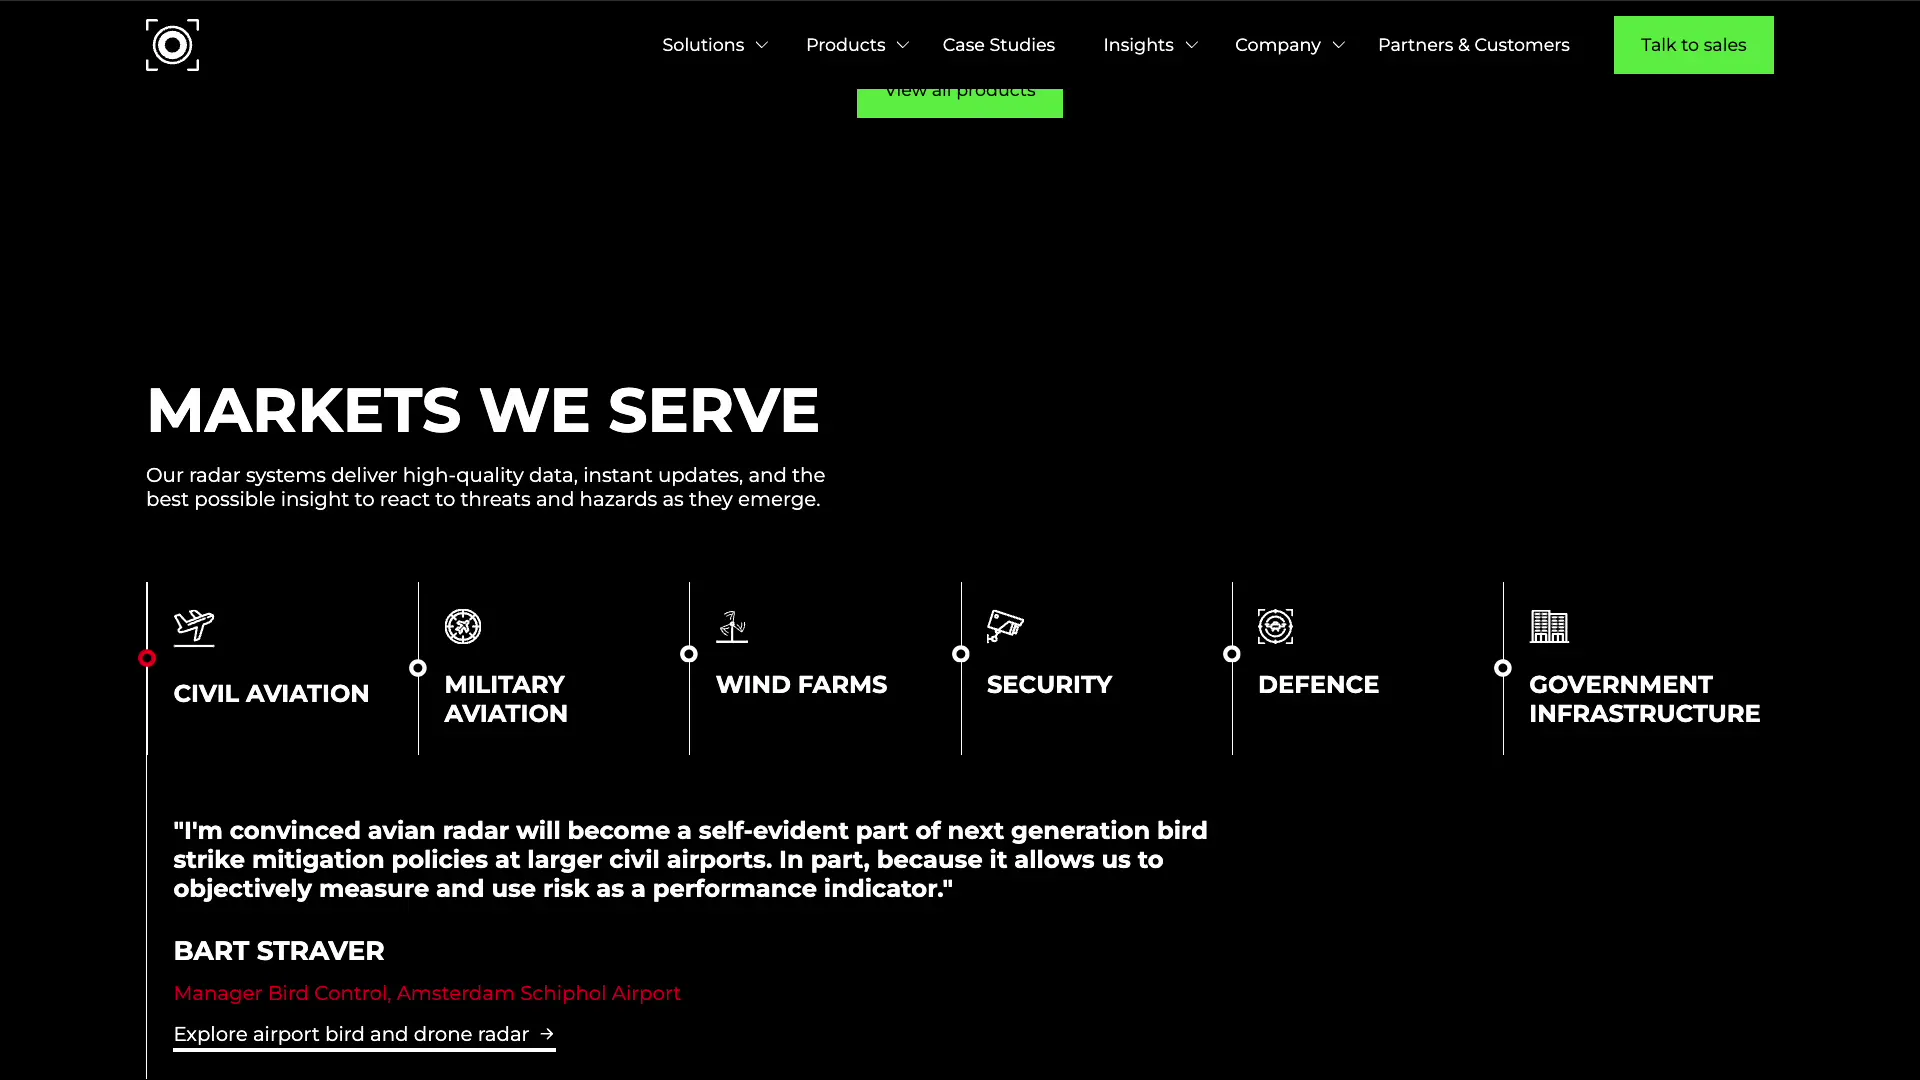 Solutions
Products
Case Studies
Insights
Company
Partners & Customers
Talk to sales
View all products
MARKETS WE SERVE
Our radar systems deliver high-quality data, instant updates, and the
best possible insight to react to threats and hazards as they emerge.
CIVIL AVIATION
MILITARY
AVIATION
WIND FARMS
SECURITY
DEFENCE
GOVERNMENT
INFRASTRUCTURE
"I'm convinced avian radar will become a self-evident part of next generation bird
strike mitigation policies at larger civil airports. In part, because it allows us to
objectively measure and use risk as a performance indicator."
BART STRAVER
Manager Bird Control, Amsterdam Schiphol Airport
Explore airport bird and drone radar →